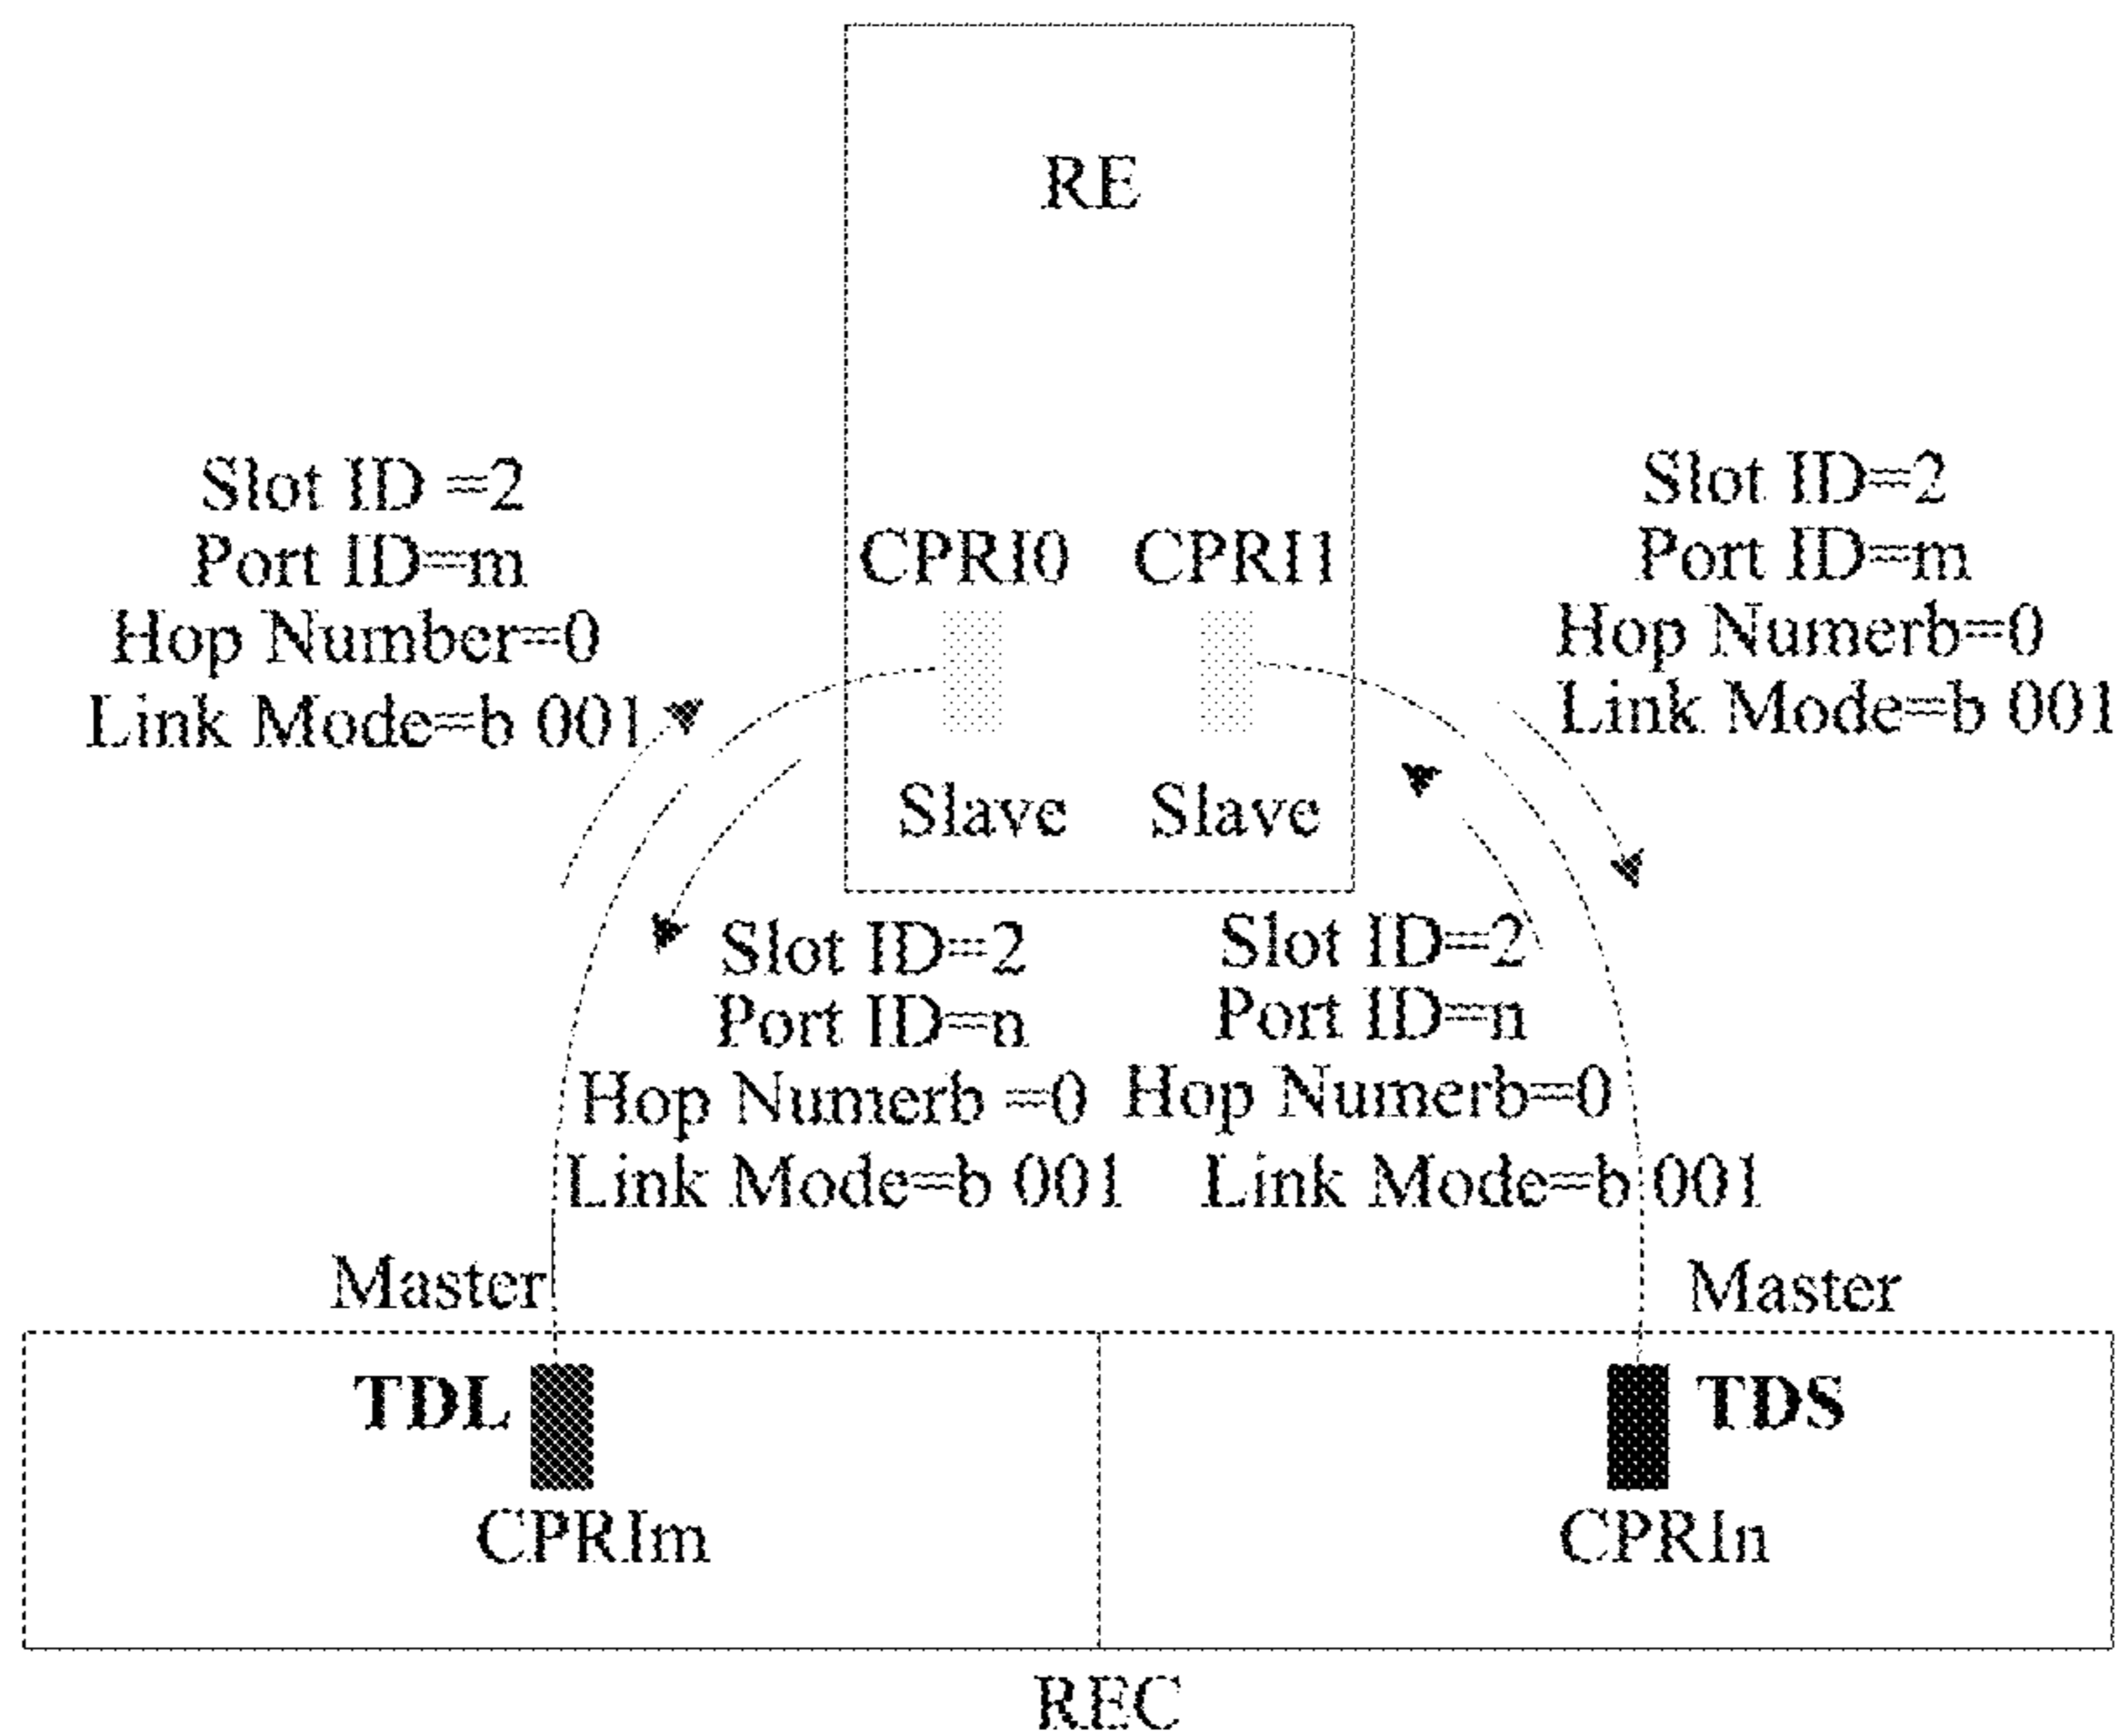 RE
Slot ID =2
Port ID=m
Hop Number=0
Link Mode=b 001
CPRI0 CPRI1
Slave Slave
Slot ID=2
Port ID=m
Hop Numerb=0
Link Mode=b 001
Slot ID=2
Port ID=n
Hop Numerb =0
Link Mode=b 001
Slot ID=2
Port ID=n
Hop Numerb=0
Link Mode=b 001
Master
Master
TDL
CPRIm
TDS
CPRIn
REC